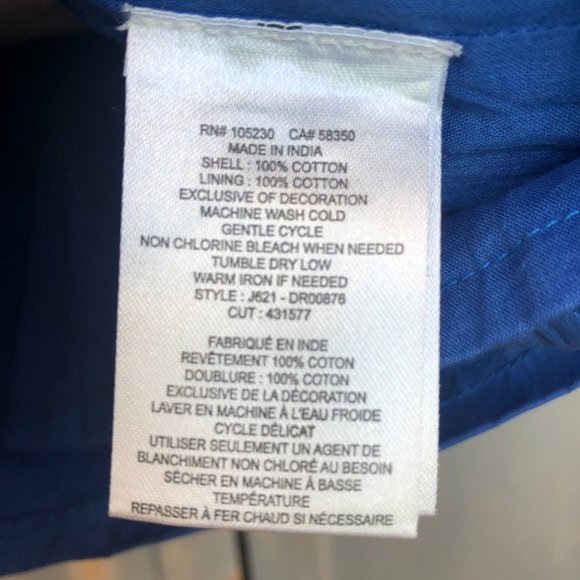 RN# 105230 CA# 58350
MADE IN INDIA
SHELL : 100% COTTON
LINING : 100% COTTON
EXCLUSIVE OF DECORATION
MACHINE WASH COLD
GENTLE CYCLE
NON CHLORINE BLEACH WHEN NEEDED
TUMBLE DRY LOW
WARM IRON IF NEEDED
STYLE : J621 - DR00876
CUT : 431577
FABRIQUÉ EN INDE
REVÊTEMENT 100% COTON
DOUBLURE : 100% COTON
EXCLUSIVE DE LA DÉCORATION
LAVER EN MACHINE À L'EAU FROIDE
CYCLE DÉLICAT
UTILISER SEULEMENT UN AGENT DE
BLANCHIMENT NON CHLORÉ AU BESOIN
SÉCHER EN MACHINE À BASSE
TEMPÉRATURE
REPASSER À FER CHAUD SI NÉCESSAIRE